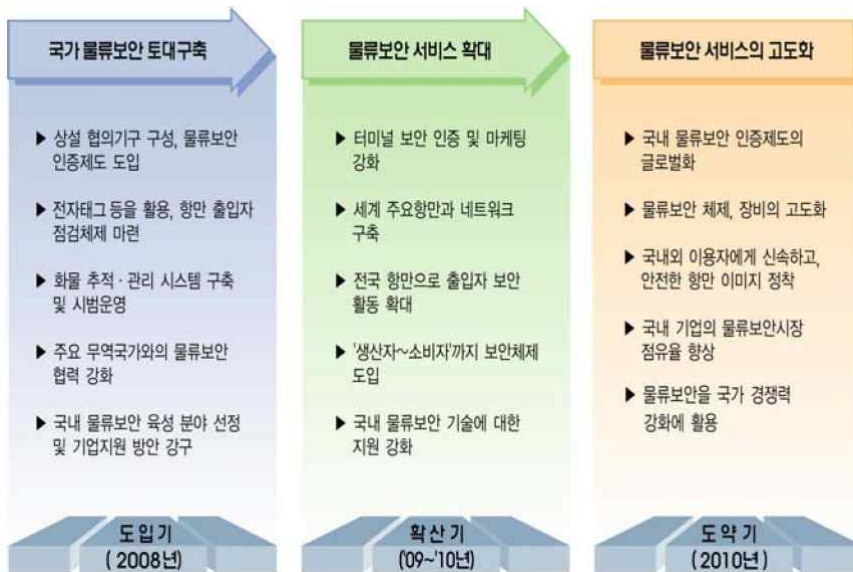 국가 물류보안 토대구축
▶ 상설 협의기구 구성, 물류보안
인증제도 도입
▶ 전자태그 등을 활용, 항만 출입자
점검체제 마련
▶ 화물 추적·관리 시스템 구축
및 시범운영
▶ 주요 무역국가와의 물류보안
협력 강화
▶ 국내 물류보안 육성 분야 선정
및 기업지원 방안 강구
도입기
( 2008년)
물류보안 서비스 확대
▶ 터미널 보안 인증 및 마케팅
강화
▶ 세계 주요항만과 네트워크
구축
▶ 전국 항만으로 출입자 보안
활동 확대
▶ '생산자~소비자'까지 보안체제
도입
▶ 국내 물류보안 기술에 대한
지원 강화
확산기
('09~'10년)
물류보안 서비스의 고도화
▶ 국내 물류보안 인증제도의
글로벌화
▶ 물류보안 체제, 장비의 고도화
▶ 국내외 이용자에게 신속하고,
안전한 항만 이미지 정착
▶ 국내 기업의 물류보안시장
점유율 향상
▶ 물류보안을 국가 경쟁력
강화에 활용
도약기
(2010년)